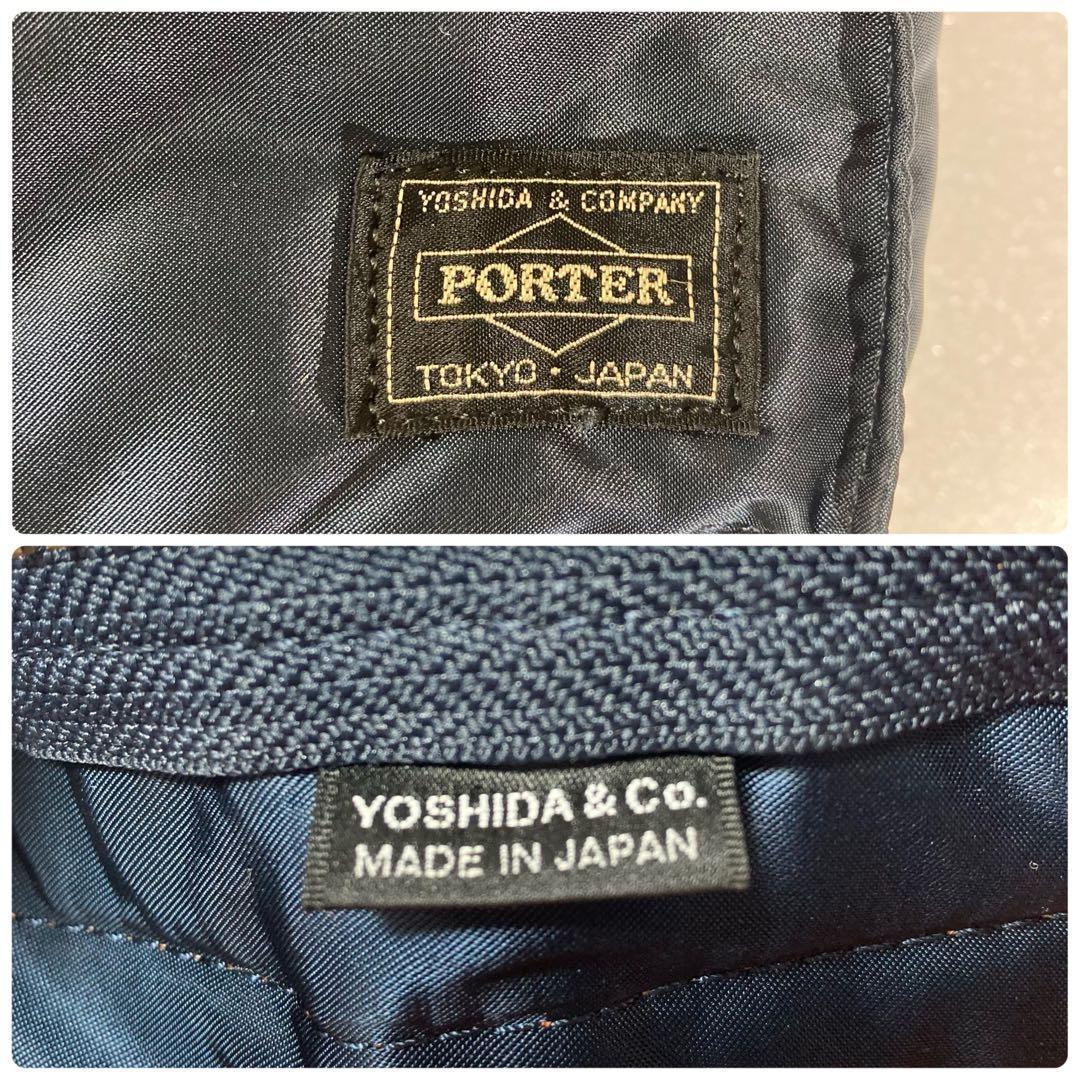 YOSHIDA & COMPANY
PORTER
TOKYO・JAPAN
YOSHIDA & Co.
MADE IN JAPAN